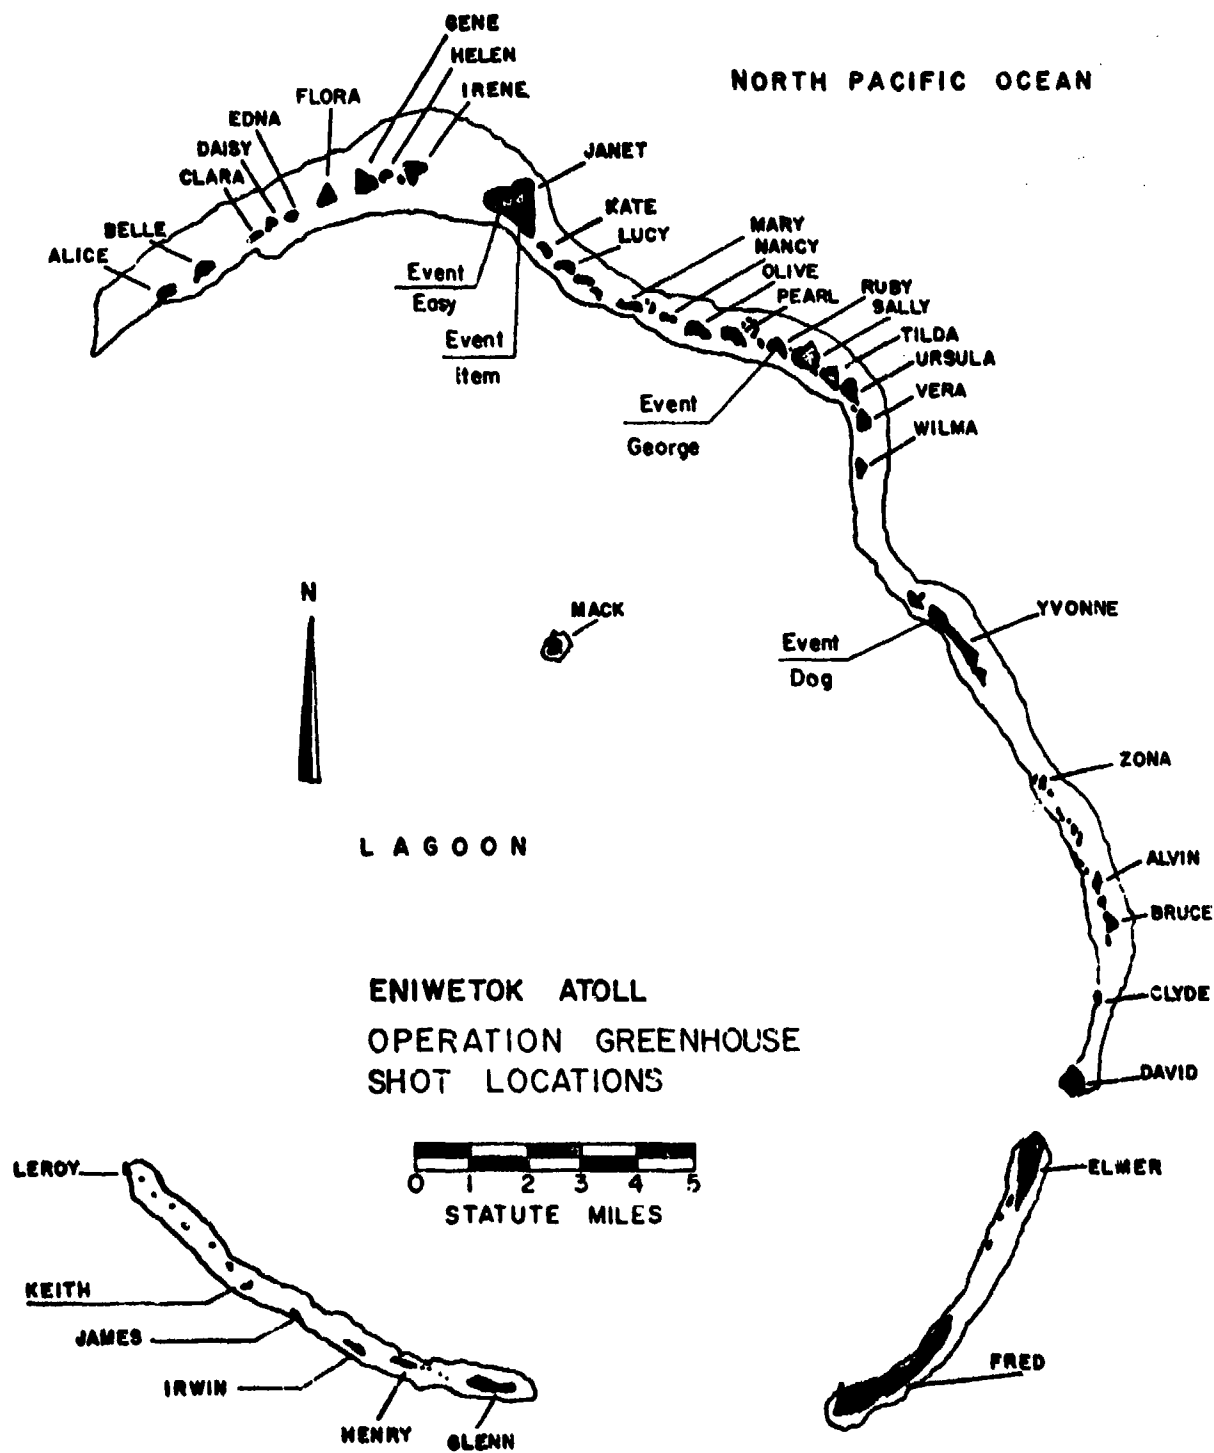 GENE
HELEN
NORTH PACIFIC OCEAN
IRENE
FLORA
EDNA
DAISY
JANET
CLARA
KATE
MARY
BELLE
LUCY
NANCY
ALICE
OLIVE
Event
Easy
PEARL
RUBY
SALLY
TILDA
Event
Item
URSULA
VERA
Event
George
WILMA
N
MACK
YVONNE
Event
Dog
ZONA
LAGOON
ALVIN
BRUCE
ENIWETOK ATOLL
CLYDE
OPERATION GREENHOUSE
SHOT LOCATIONS
DAVID
LEROY
ELMER
0 1 2 3 4 5
STATUTE MILES
KEITH
JAMES
FRED
IRWIN
HENRY
GLENN